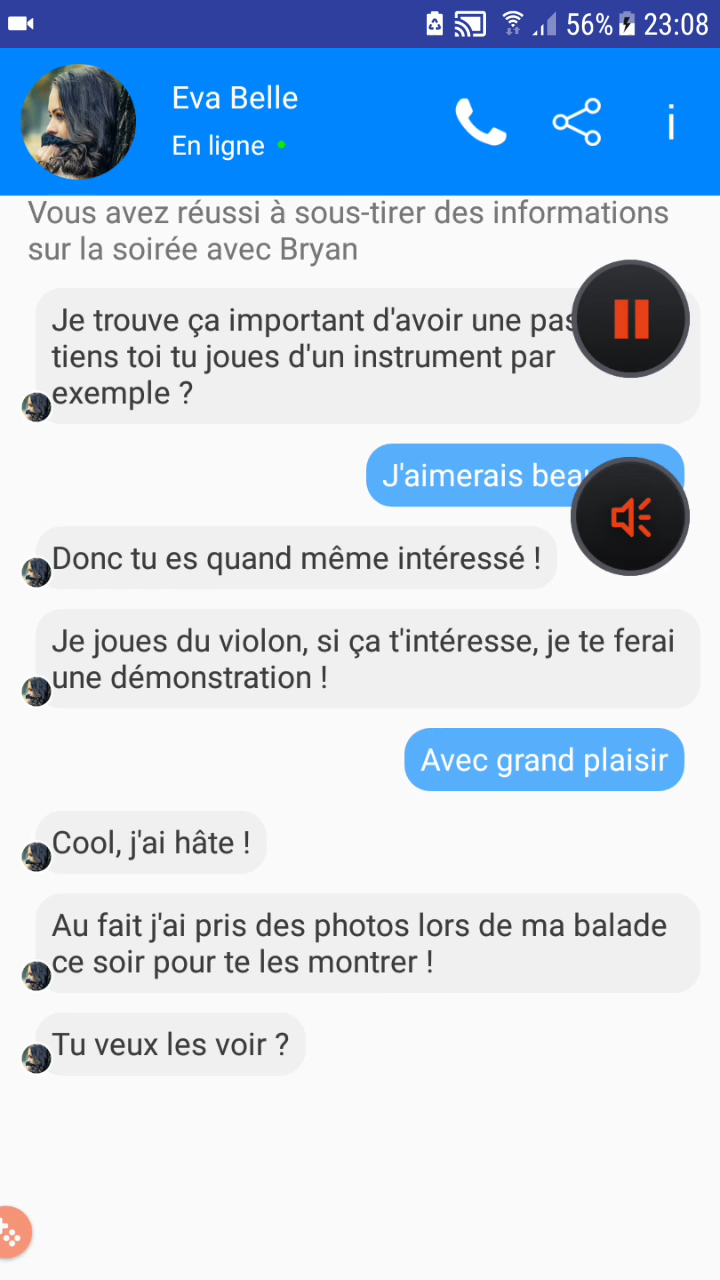 56% 23:08
Eva Belle
En ligne
Vous avez réussi à sous-tirer des informations
sur la soirée avec Bryan
Je trouve ça important d'avoir une
tiens toi tu joues d'un instrument par
exemple ?
J'aimerais
Donc tu es quand même intéressé !
Je joues du violon, si ça t'intéresse, je te ferai
une démonstration !
Avec grand plaisir
Cool, j'ai hâte !
Au fait j'ai pris des photos lors de ma balade
ce soir pour te les montrer !
Tu veux les voir ?